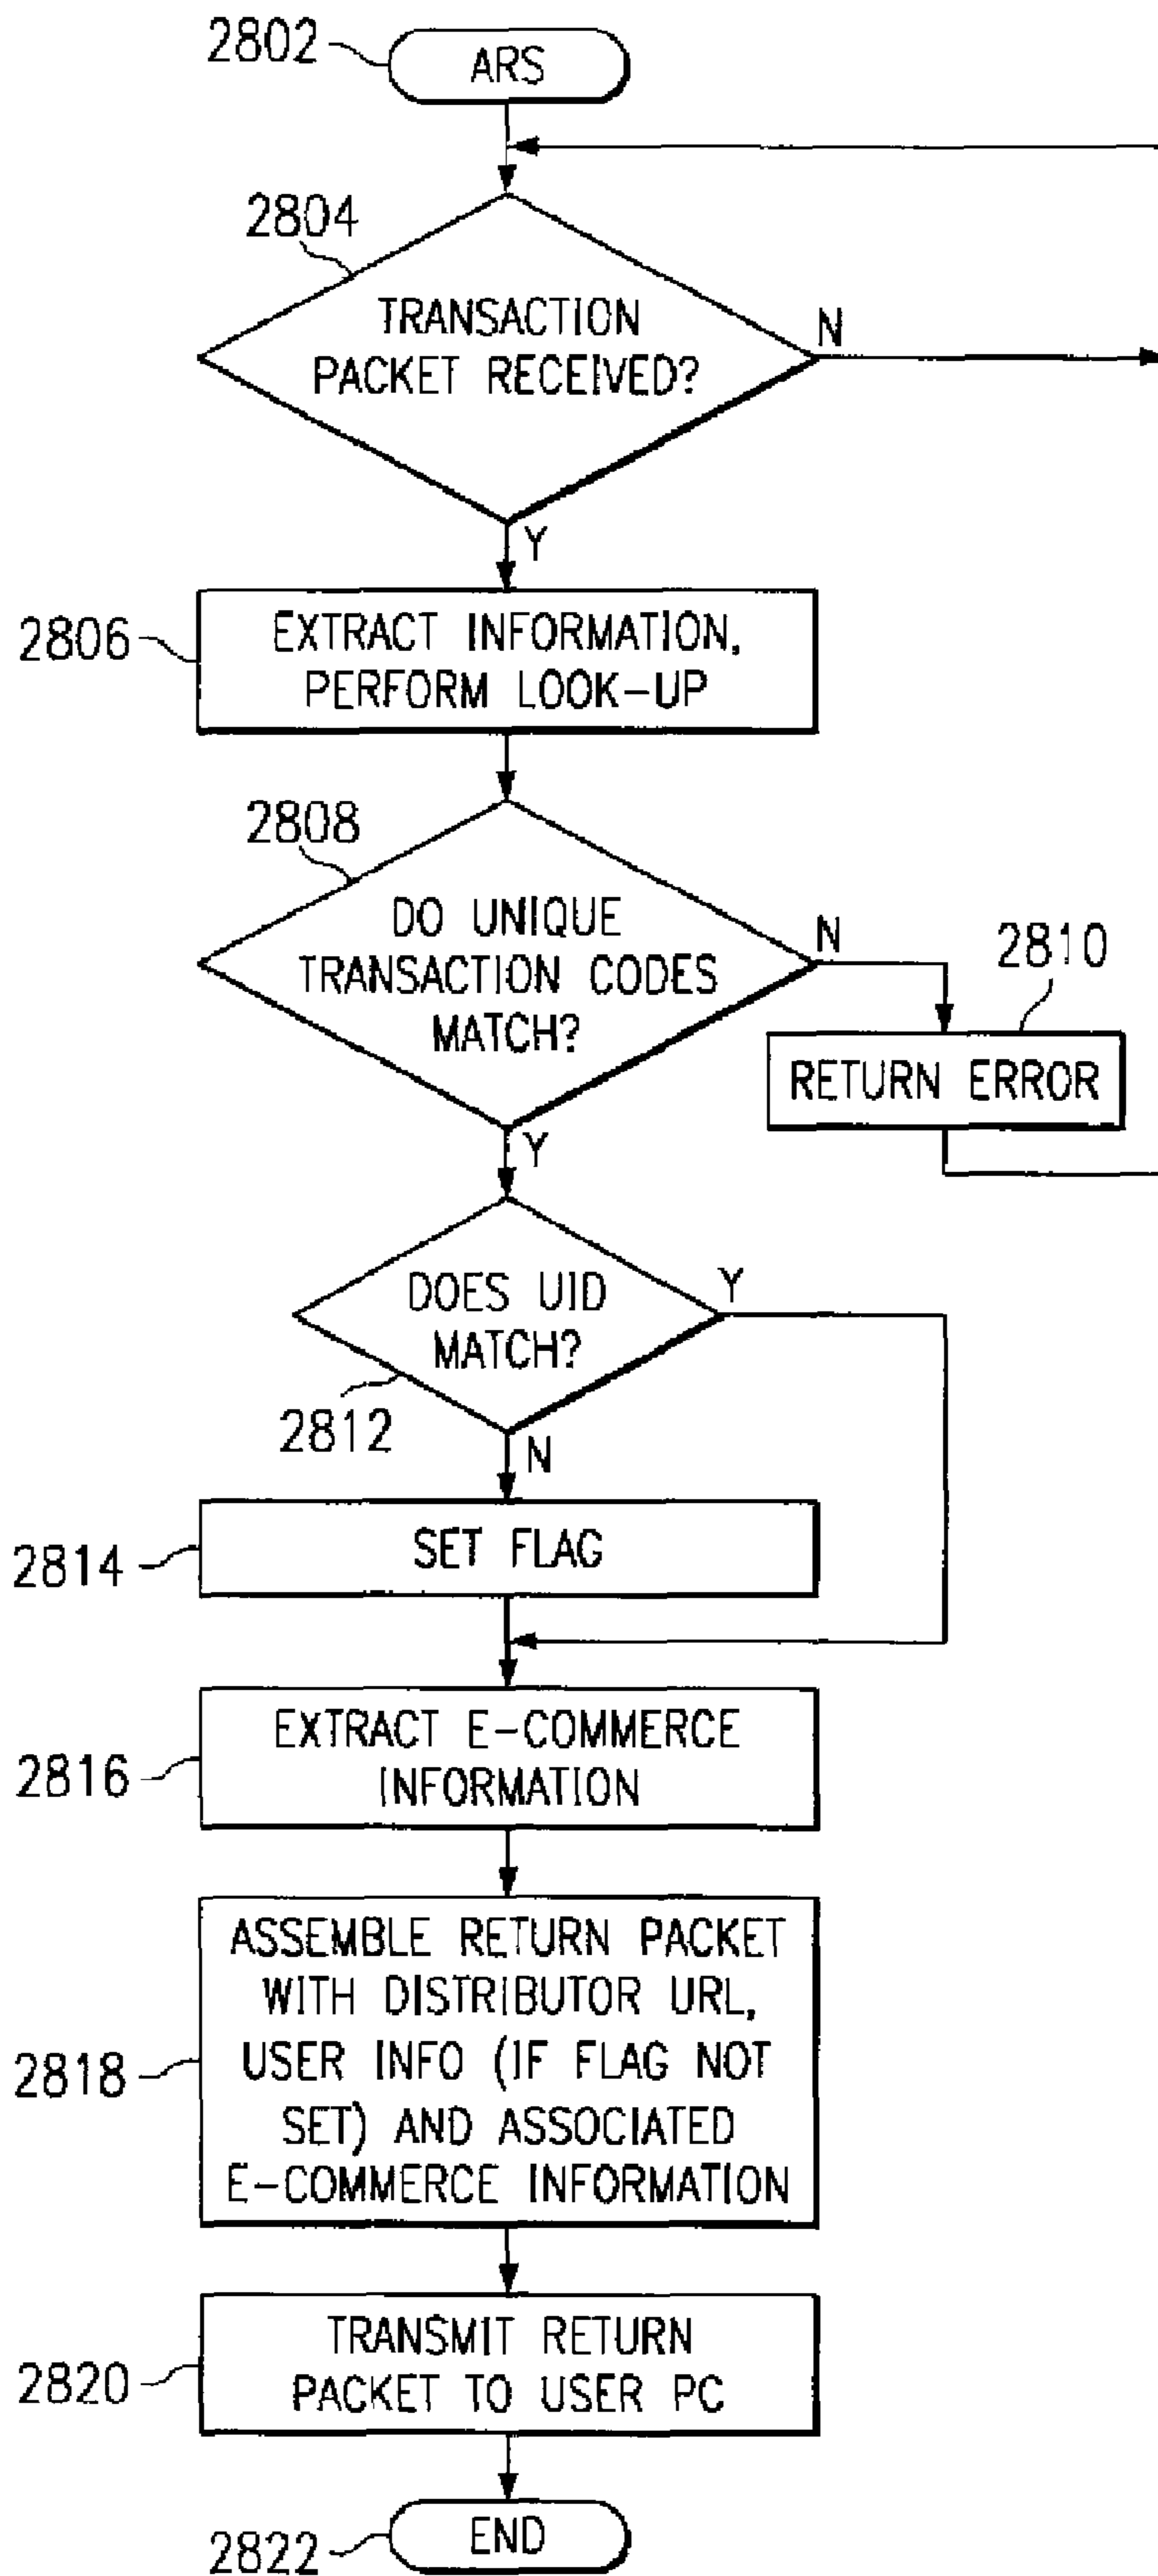 2802
ARS
2804
TRANSACTION
PACKET RECEIVED?
N
Y
2806
EXTRACT INFORMATION,
PERFORM LOOK-UP
2808
DO UNIQUE
TRANSACTION CODES
MATCH?
N
2810
RETURN ERROR
Y
DOES UID
MATCH?
Y
2812
N
2814
SET FLAG
2816
EXTRACT E-COMMERCE
INFORMATION
2818
ASSEMBLE RETURN PACKET
WITH DISTRIBUTOR URL,
USER INFO (IF FLAG NOT
SET) AND ASSOCIATED
E-COMMERCE INFORMATION
2820
TRANSMIT RETURN
PACKET TO USER PC
2822
END